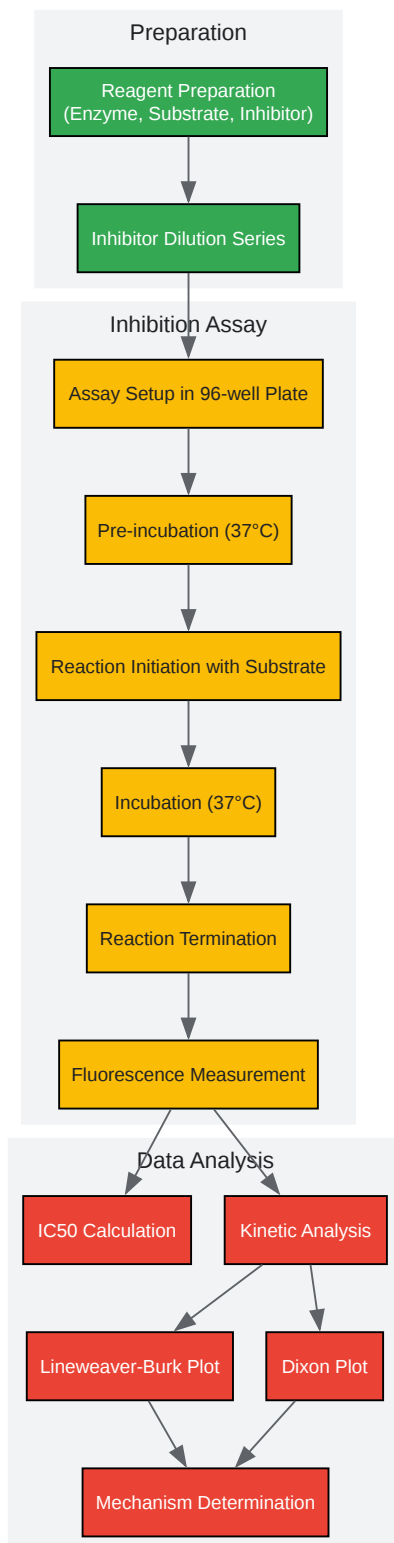 Preparation
Reagent Preparation
(Enzyme, Substrate, Inhibitor)
Inhibitor Dilution Series
Inhibition Assay
Assay Setup in 96-well Plate
Pre-incubation (37°C)
Reaction Initiation with Substrate
Incubation (37°C)
Reaction Termination
Fluorescence Measurement
Data Analysis
IC50 Calculation
Kinetic Analysis
Lineweaver-Burk Plot
Dixon Plot
Mechanism Determination